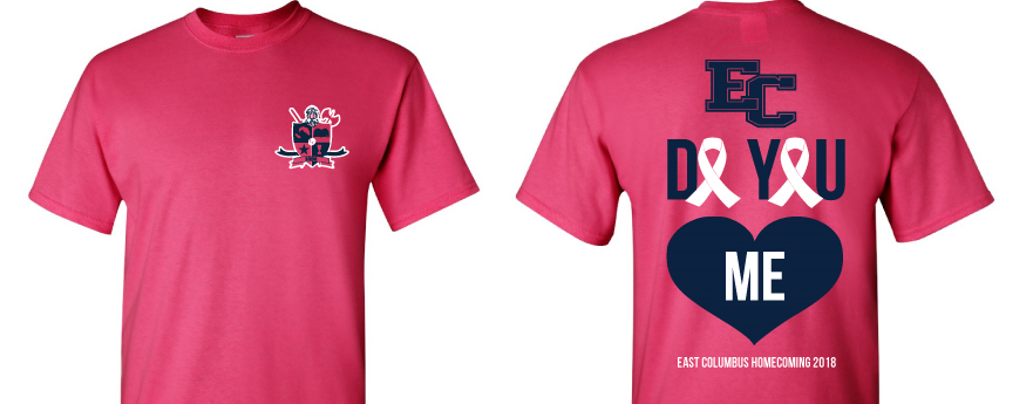 EC
DO YOU
ME
EAST COLUMBUS HOMECOMING 2018